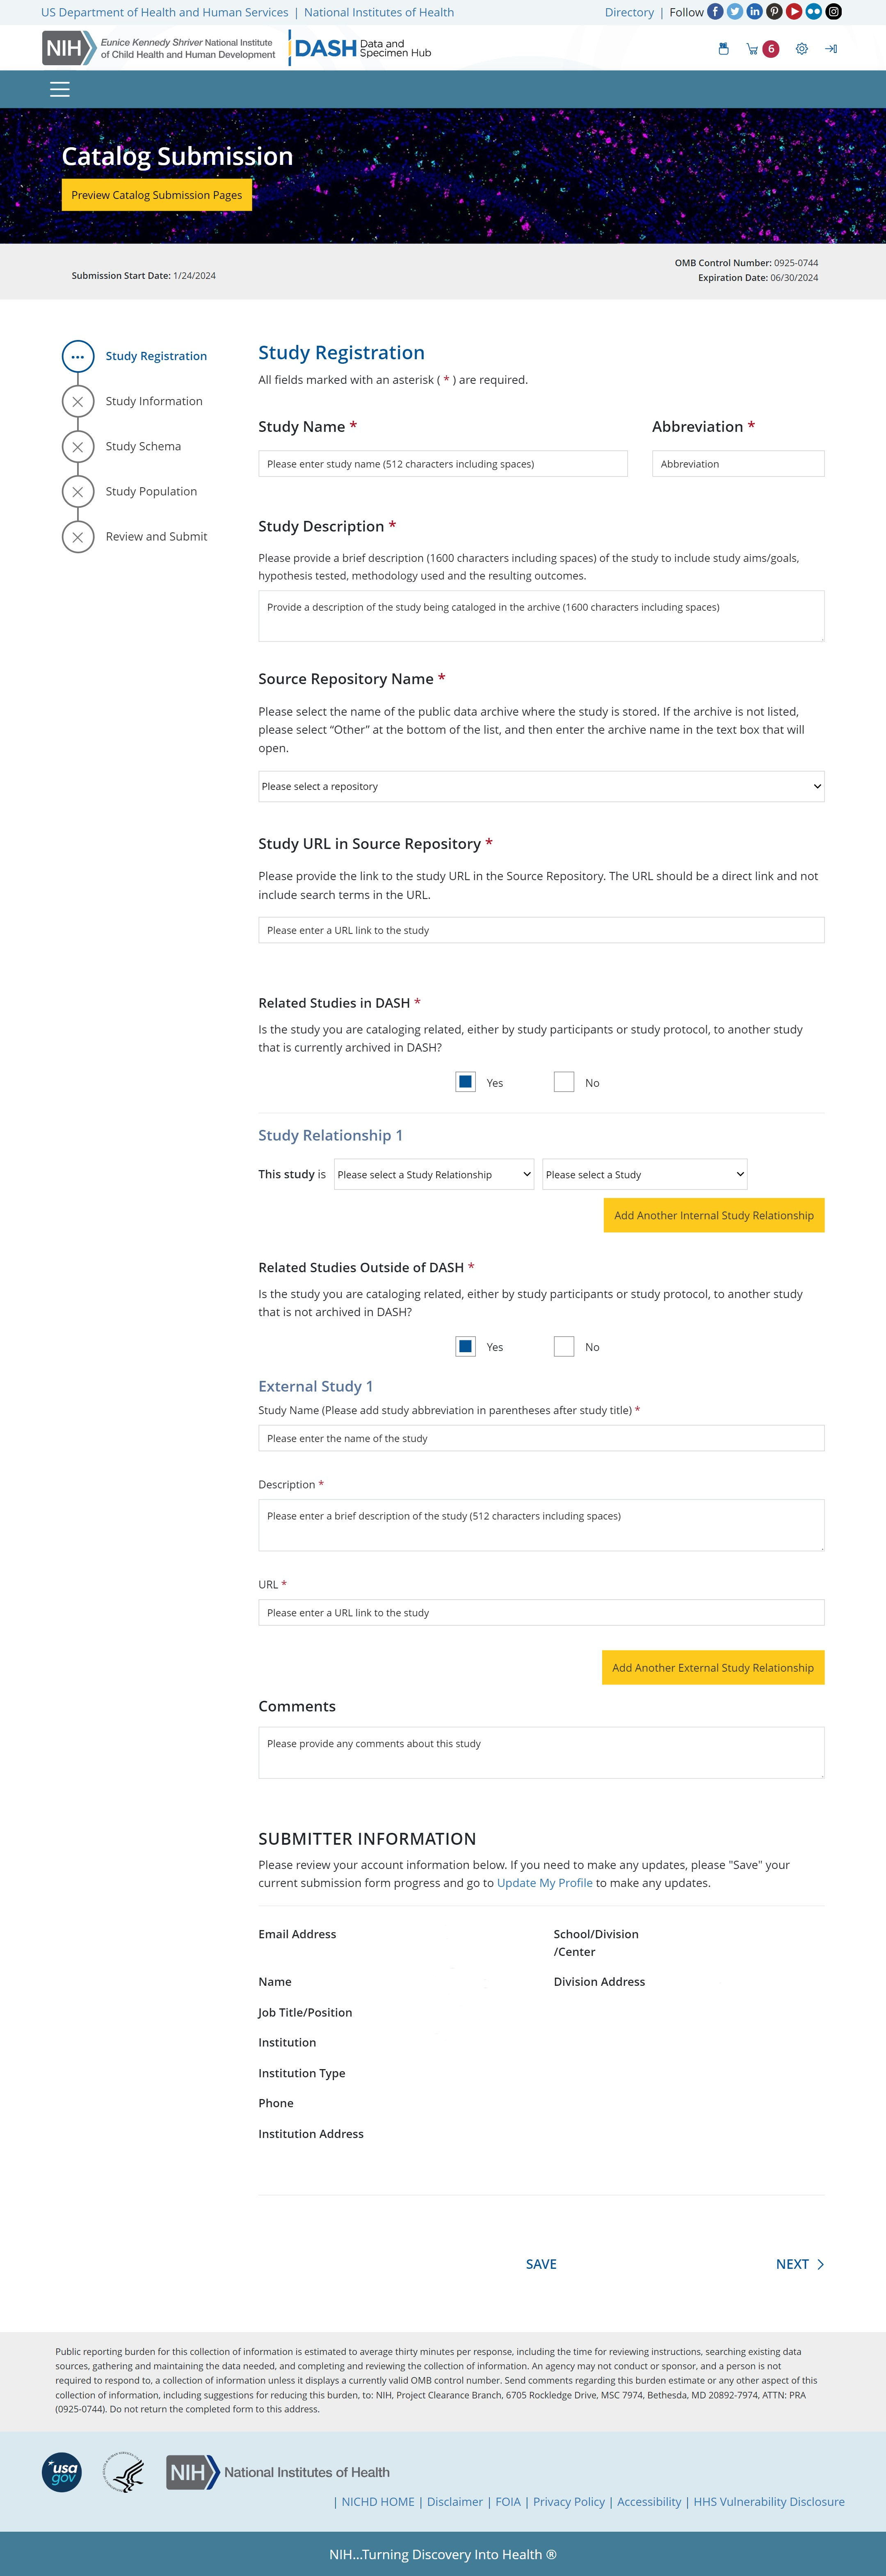 US Department of Health and Human Services | National Institutes of Health
Directory | Follow
NIH Eunice Kennedy Shriver National Institute
of Child Health and Human Development
DASH Data and
Specimen Hub
6
Catalog Submission
Preview Catalog Submission Pages
Submission Start Date: 1/24/2024
OMB Control Number: 0925-0744
Expiration Date: 06/30/2024
Study Registration
Study Information
Study Schema
Study Population
Review and Submit
Study Registration
All fields marked with an asterisk ( * ) are required.
Study Name * Abbreviation *
Please enter study name (512 characters including spaces) Abbreviation
Study Description *
Please provide a brief description (1600 characters including spaces) of the study to include study aims/goals,
hypothesis tested, methodology used and the resulting outcomes.
Provide a description of the study being cataloged in the archive (1600 characters including spaces)
Source Repository Name *
Please select the name of the public data archive where the study is stored. If the archive is not listed,
please select “Other” at the bottom of the list, and then enter the archive name in the text box that will
open.
Please select a repository
Study URL in Source Repository *
Please provide the link to the study URL in the Source Repository. The URL should be a direct link and not
include search terms in the URL.
Please enter a URL link to the study
Related Studies in DASH *
Is the study you are cataloging related, either by study participants or study protocol, to another study
that is currently archived in DASH?
Yes No
Study Relationship 1
This study is Please select a Study Relationship Please select a Study
Add Another Internal Study Relationship
Related Studies Outside of DASH *
Is the study you are cataloging related, either by study participants or study protocol, to another study
that is not archived in DASH?
Yes No
External Study 1
Study Name (Please add study abbreviation in parentheses after study title) *
Please enter the name of the study
Description *
Please enter a brief description of the study (512 characters including spaces)
URL *
Please enter a URL link to the study
Add Another External Study Relationship
Comments
Please provide any comments about this study
SUBMITTER INFORMATION
Please review your account information below. If you need to make any updates, please "Save" your
current submission form progress and go to Update My Profile to make any updates.
Email Address
School/Division
/Center
Name
Division Address
Job Title/Position
Institution
Institution Type
Phone
Institution Address
SAVE NEXT
Public reporting burden for this collection of information is estimated to average thirty minutes per response, including the time for reviewing instructions, searching existing data
sources, gathering and maintaining the data needed, and completing and reviewing the collection of information. An agency may not conduct or sponsor, and a person is not
required to respond to, a collection of information unless it displays a currently valid OMB control number. Send comments regarding this burden estimate or any other aspect of this
collection of information, including suggestions for reducing this burden, to: NIH, Project Clearance Branch, 6705 Rockledge Drive, MSC 7974, Bethesda, MD 20892-7974, ATTN: PRA
(0925-0744). Do not return the completed form to this address.
usa
gov
NIH National Institutes of Health
| NICHD HOME | Disclaimer | FOIA | Privacy Policy | Accessibility | HHS Vulnerability Disclosure
NIH...Turning Discovery Into Health ®